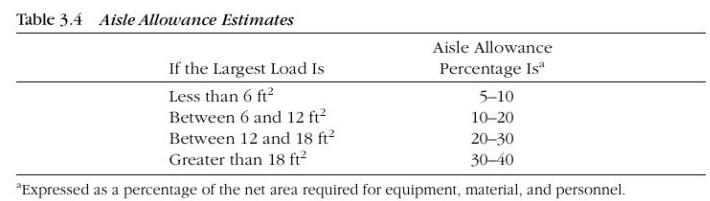 Table 3.4 Aisle Allowance Estimates
Aisle Allowance
If the Largest Load Is Percentage Isᵃ
Less than 6 ft² 5–10
Between 6 and 12 ft² 10–20
Between 12 and 18 ft² 20–30
Greater than 18 ft² 30–40
ᵃExpressed as a percentage of the net area required for equipment, material, and personnel.